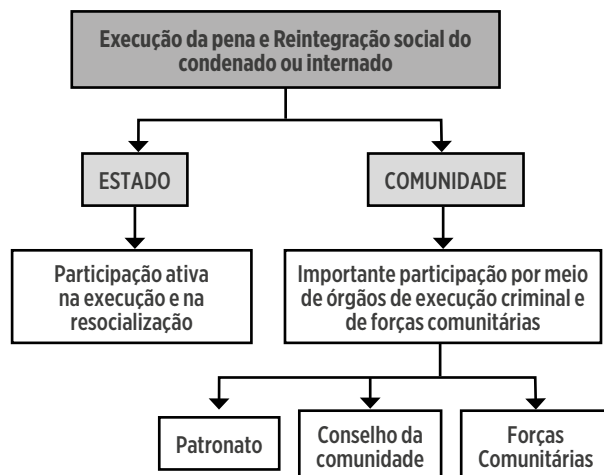 Execução da pena e Reintegração social do
condenado ou internado
ESTADO
COMUNIDADE
Participação ativa
na execução e na
resocialização
Importante participação por meio
de órgãos de execução criminal e
de forças comunitárias
Patronato
Conselho da
comunidade
Forças
Comunitárias